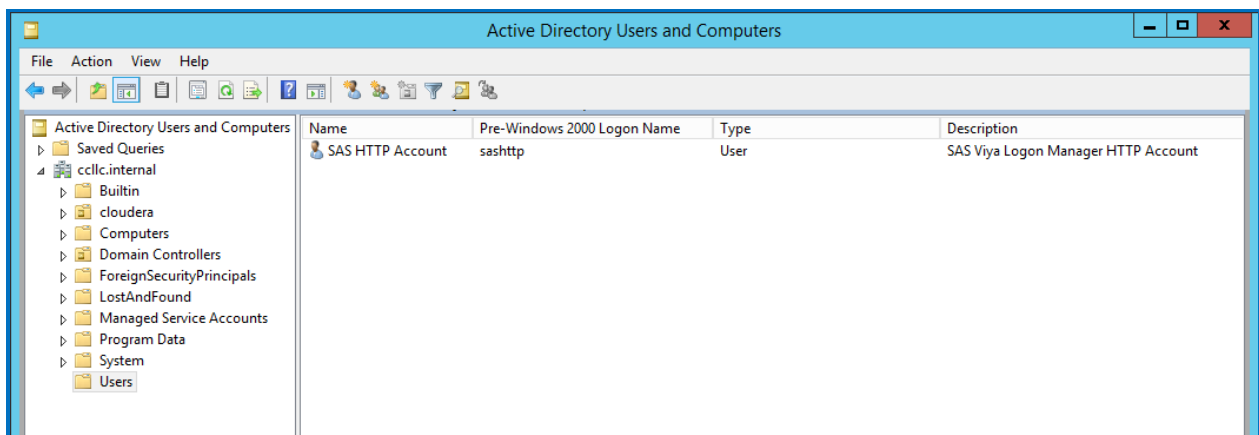 Active Directory Users and Computers
File Action View Help
Active Directory Users and Computers
Saved Queries
ccllc.internal
Builtin
cloudera
Computers
Domain Controllers
ForeignSecurityPrincipals
LostAndFound
Managed Service Accounts
Program Data
System
Users
Name Pre-Windows 2000 Logon Name Type Description
SAS HTTP Account sashttp User SAS Viya Logon Manager HTTP Account